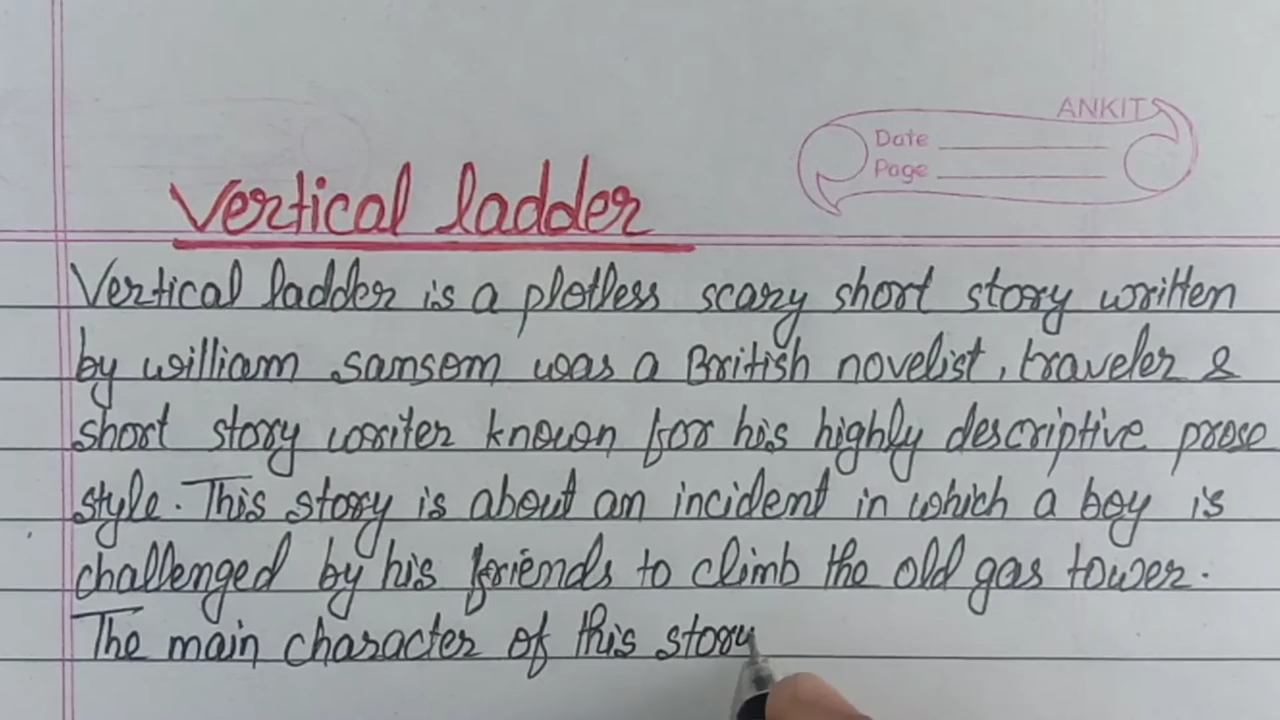 ANKIT
Date
Page
Vertical ladder
Vertical ladder is a plotless scary short story written
by william sansom was a British novelist, traveler &
short story writer known for his highly descriptive prose
style. This story is about an incident in which a boy is
challenged by his friends to climb the old gas tower.
The main character of this story